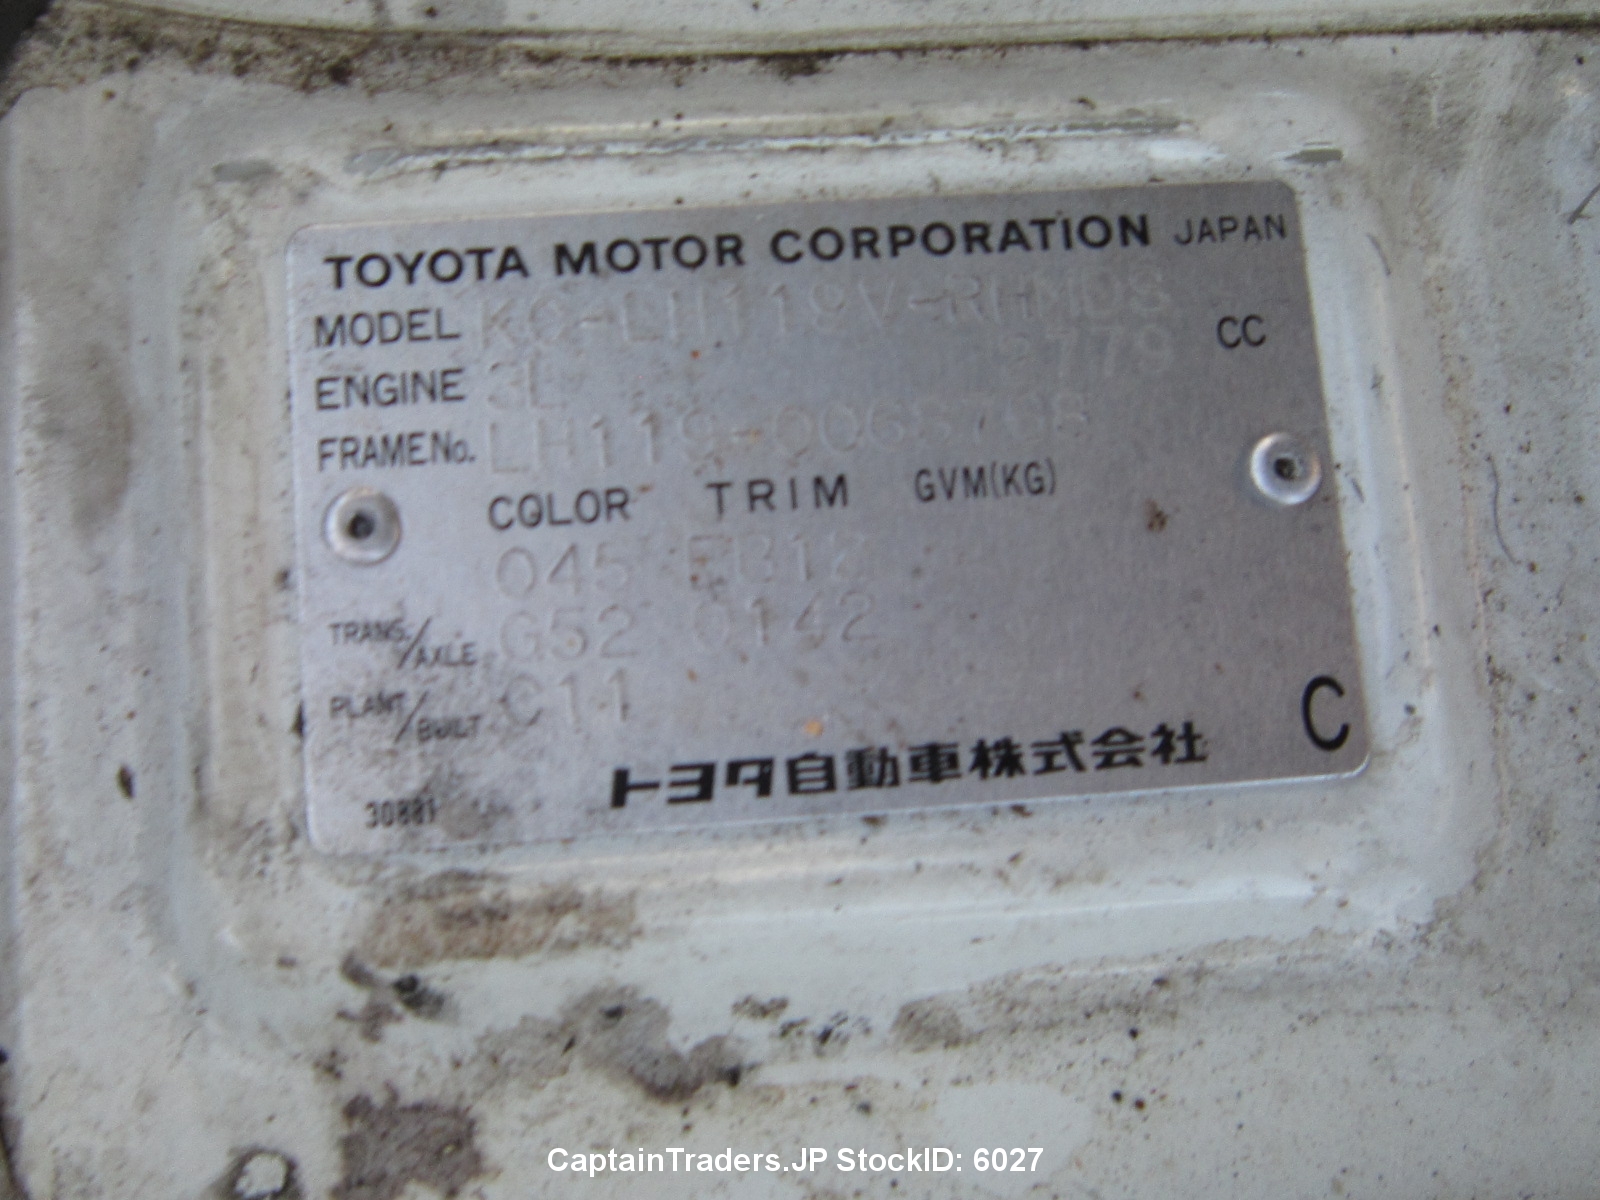 TOYOTA MOTOR CORPORATION JAPAN
MODEL KC-LH119V-RHMDS
ENGINE 3L 2779 CC
FRAME No.
COLOR TRIM GVM(KG)
045 FB12
TRANS./AXLE G52 0142
PLANT/BUILT C11
トヨタ自動車株式会社 C
30881
CaptainTraders.JP StockID: 6027